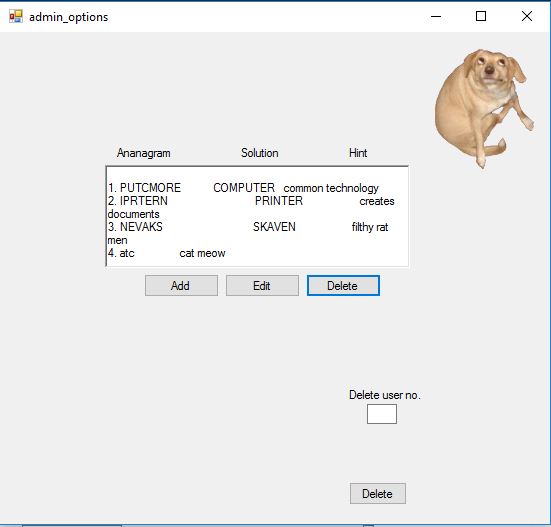 admin_options
Ananagram Solution Hint
1. PUTCMORE COMPUTER common technology
2. IPRTERN PRINTER creates
documents
3. NEVAKS SKAVEN filthy rat
men
4. atc cat meow
Add Edit Delete
Delete user no.
Delete